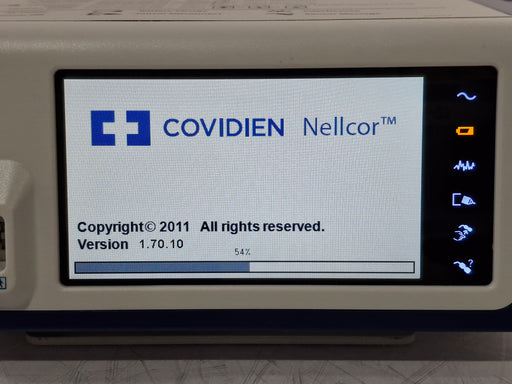 COVIDIEN Nellcor™
Copyright© 2011 All rights reserved.
Version 1.70.10
54%
?